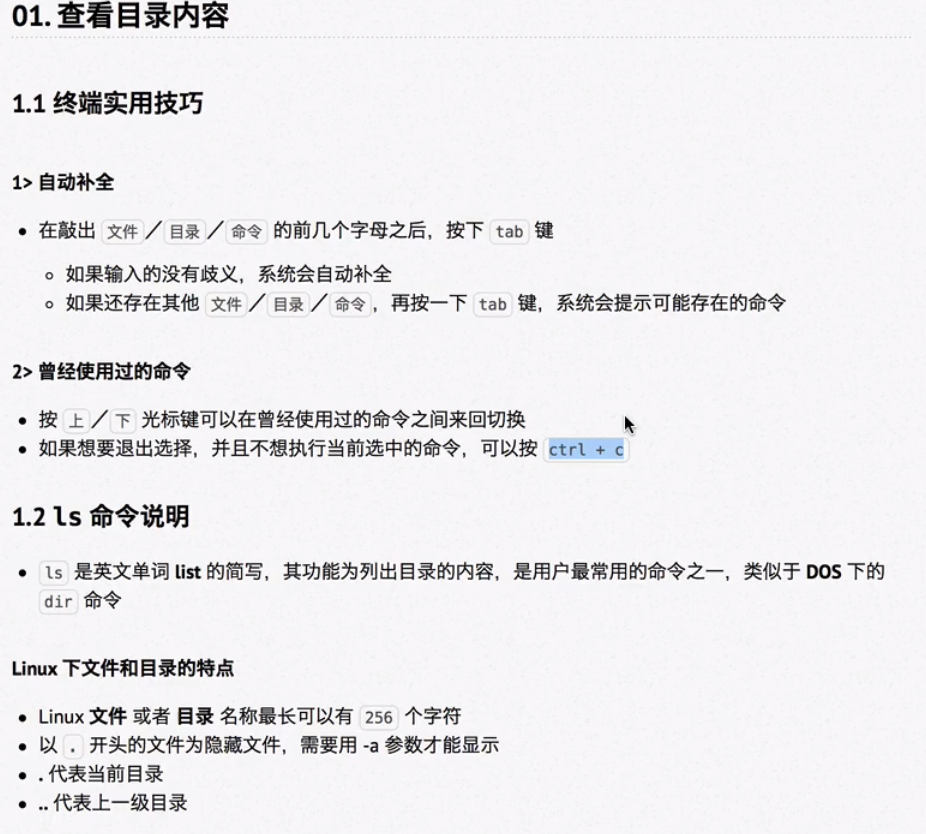 01. 查看目录内容
1.1 终端实用技巧
1> 自动补全
• 在敲出 文件／目录／命令 的前几个字母之后，按下 tab 键
◦ 如果输入的没有歧义，系统会自动补全
◦ 如果还存在其他 文件／目录／命令，再按一下 tab 键，系统会提示可能存在的命令
2> 曾经使用过的命令
• 按 上／下 光标键可以在曾经使用过的命令之间来回切换
• 如果想要退出选择，并且不想执行当前选中的命令，可以按 ctrl + c
1.2 ls 命令说明
• ls 是英文单词 list 的简写，其功能为列出目录的内容，是用户最常用的命令之一，类似于 DOS 下的
dir 命令
Linux 下文件和目录的特点
• Linux 文件 或者 目录 名称最长可以有 256 个字符
• 以 . 开头的文件为隐藏文件，需要用 -a 参数才能显示
• . 代表当前目录
• .. 代表上一级目录